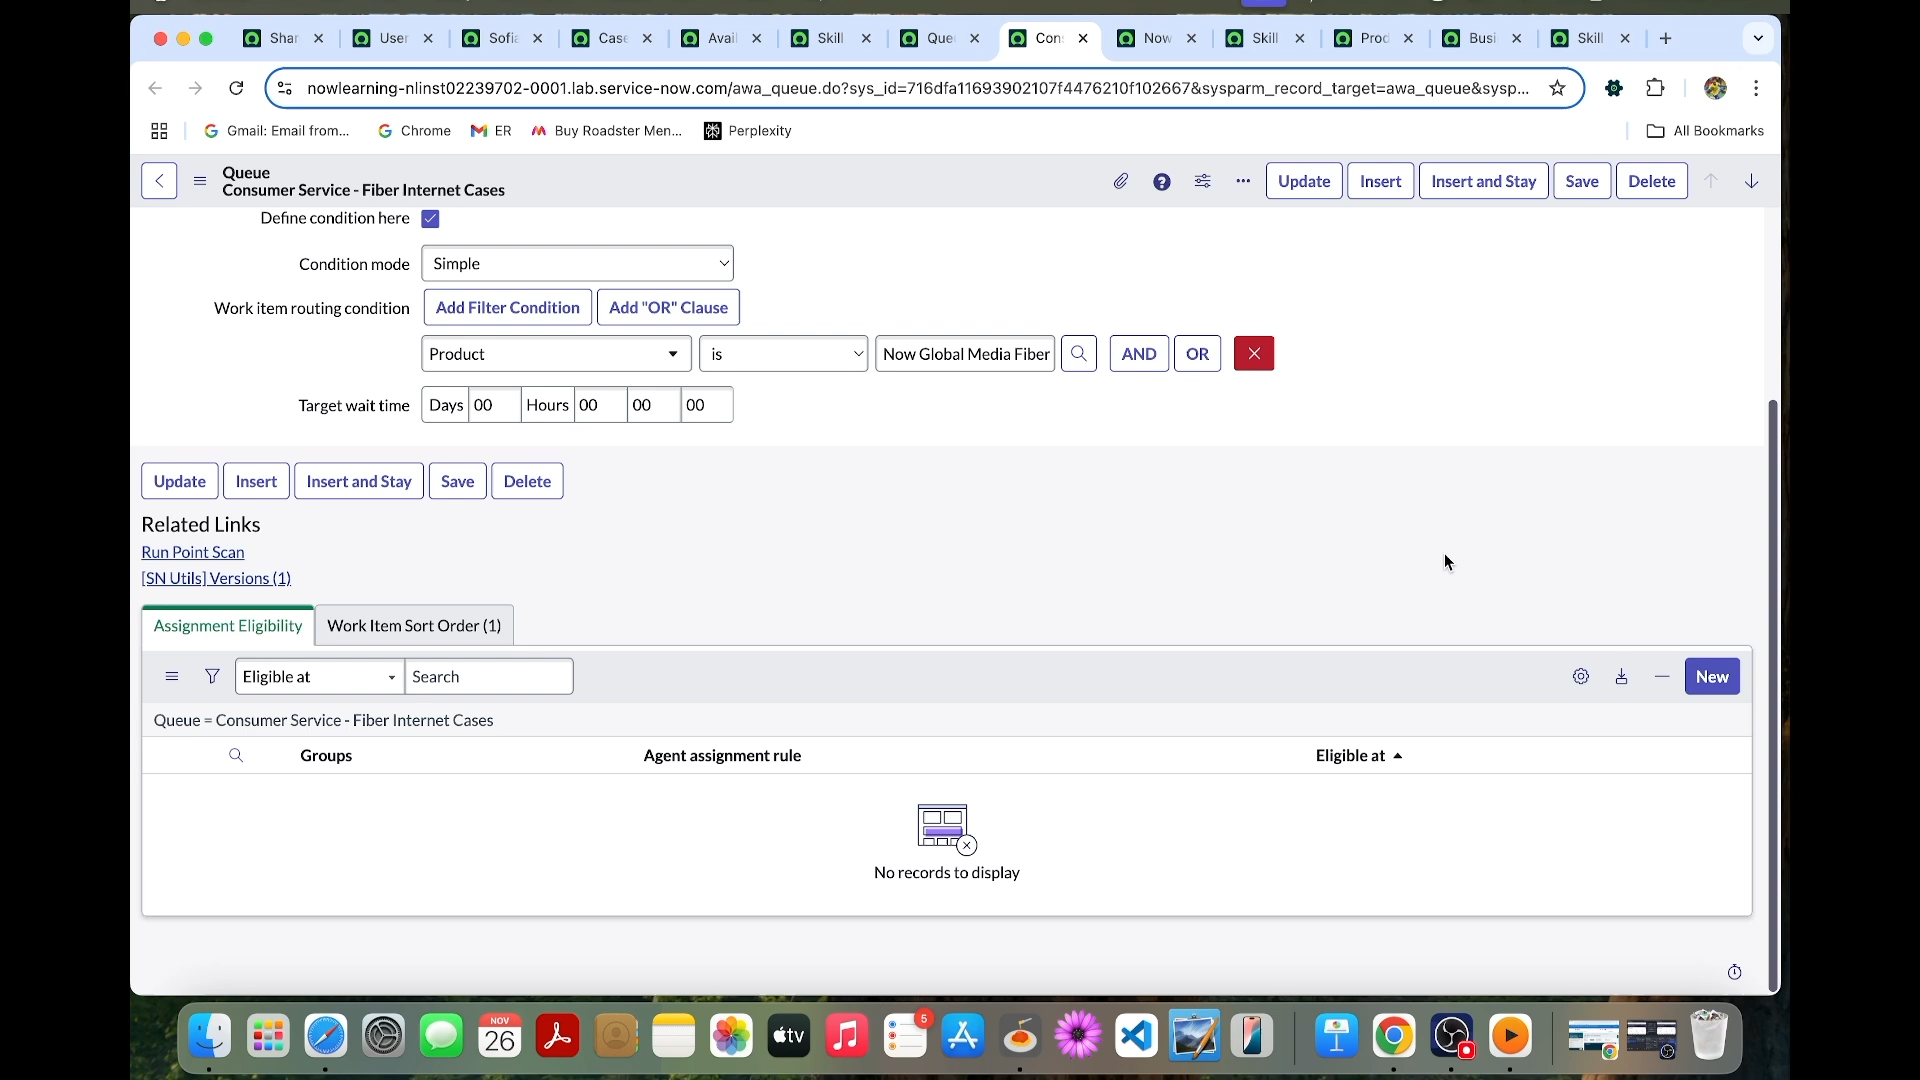 Shar
User
Sofia
Case
Avail
Skill
Que
Con
Now
Skill
Prod
Busi
Skill
nowlearning-nlinst02239702-0001.lab.service-now.com/awa_queue.do?sys_id=716dfa11693902107f4476210f102667&sysparm_record_target=awa_queue&sysp...
Gmail: Email from...
Chrome
ER
Buy Roadster Men...
Perplexity
All Bookmarks
Queue
Consumer Service - Fiber Internet Cases
Update
Insert
Insert and Stay
Save
Delete
Define condition here
Condition mode
Simple
Work item routing condition
Add Filter Condition
Add "OR" Clause
Product
is
Now Global Media Fiber
AND
OR
Target wait time
Days 00 Hours 00 00 00
Update
Insert
Insert and Stay
Save
Delete
Related Links
Run Point Scan
[SN Utils] Versions (1)
Assignment Eligibility
Work Item Sort Order (1)
Eligible at
Search
New
Queue = Consumer Service - Fiber Internet Cases
Groups
Agent assignment rule
Eligible at
No records to display
NOV
26
tv
5